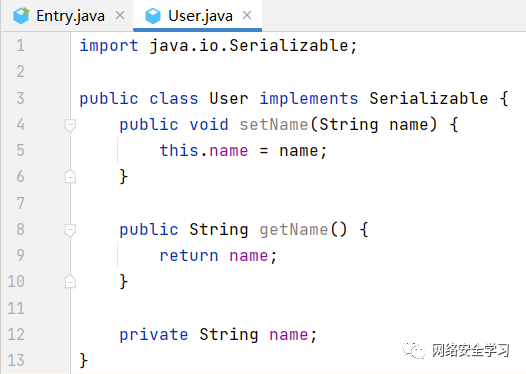 Entry.java × User.java ×
1 import java.io.Serializable;
2
3 public class User implements Serializable {
4     public void setName(String name) {
5         this.name = name;
6     }
7
8     public String getName() {
9         return name;
10     }
11
12     private String name;
13 }
网络安全学习